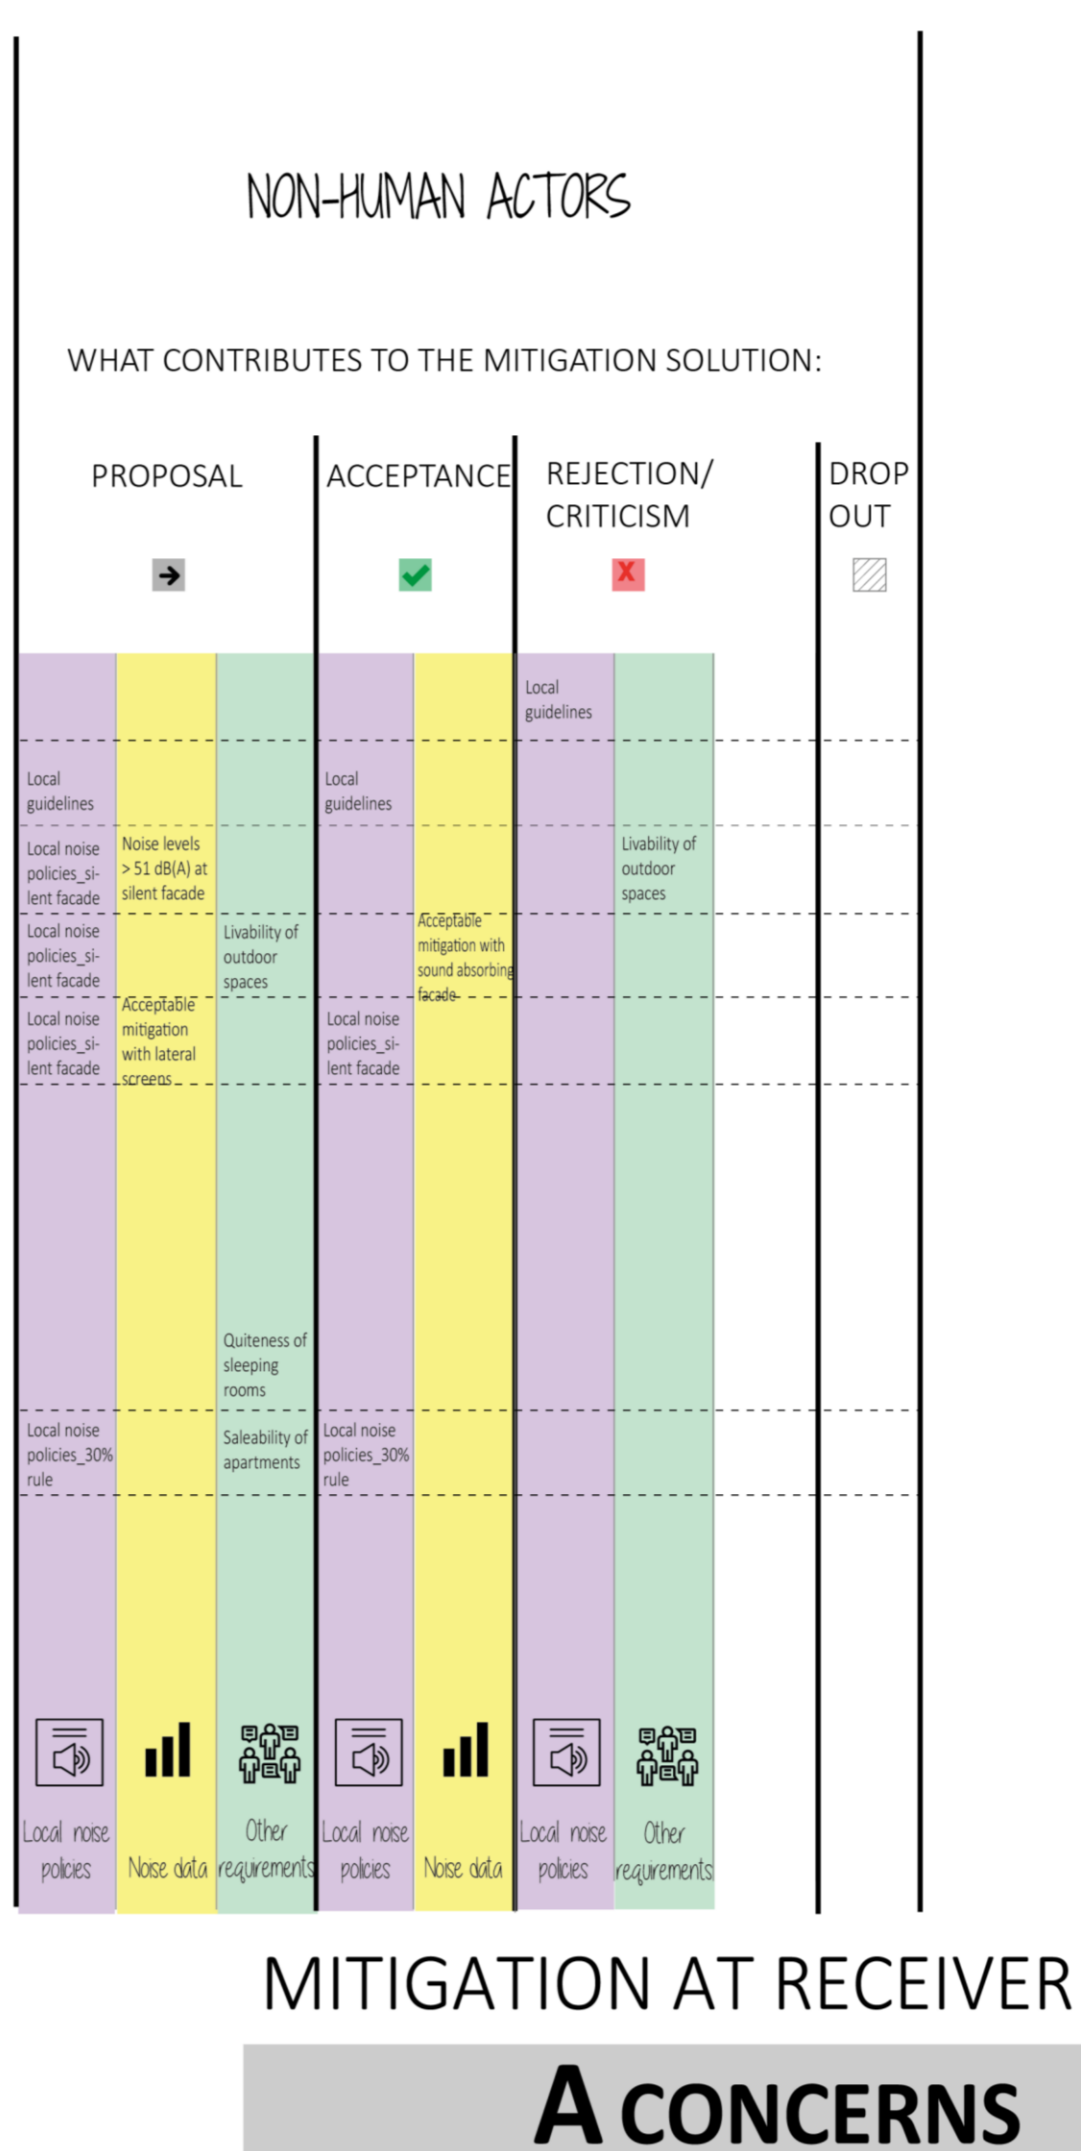 NON-HUMAN ACTORS
WHAT CONTRIBUTES TO THE MITIGATION SOLUTION:
PROPOSAL
ACCEPTANCE
REJECTION/
CRITICISM
DROP
OUT
X
Local
guidelines
Local
guidelines
Local
guidelines
Local noise
policies_si-
lent facade
Noise levels
> 51 dB(A) at
silent facade
Livability of
outdoor
spaces
Local noise
policies_si-
lent facade
Livability of
outdoor
spaces
Acceptable
mitigation with
sound absorbing
facade
Local noise
policies_si-
lent facade
Acceptable
mitigation
with lateral
screens
Local noise
policies_si-
lent facade
Quiteness of
sleeping
rooms
Local noise
policies_30%
rule
Saleability of
apartments
Local noise
policies_30%
rule
Local noise
policies
Noise data
Other
requirements
Local noise
policies
Noise data
Local noise
policies
Other
requirements
MITIGATION AT RECEIVER
A CONCERNS